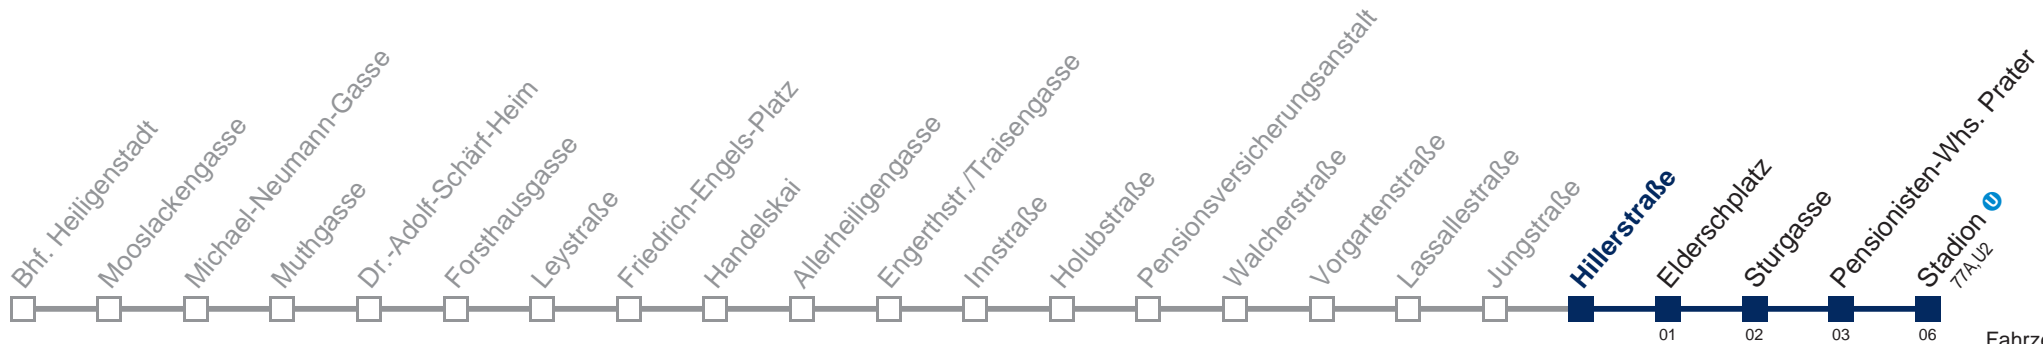 Bhf. Heiligenstadt
Mooslackengasse
Michael-Neumann-Gasse
Muthgasse
Dr.-Adolf-Schärf-Heim
Forsthausgasse
Leystraße
Friedrich-Engels-Platz
Handelskai
Allerheiligengasse
Engerthstr./Traisengasse
Innstraße
Holubstraße
Pensionsversicherungsanstalt
Walcherstraße
Vorgartenstraße
Lassallestraße
Jungstraße
Hillerstraße
Elderschplatz
Sturgasse
Pensionisten-Whs. Prater
Stadion U
77A,U2
01 02 03 06
Fahrze